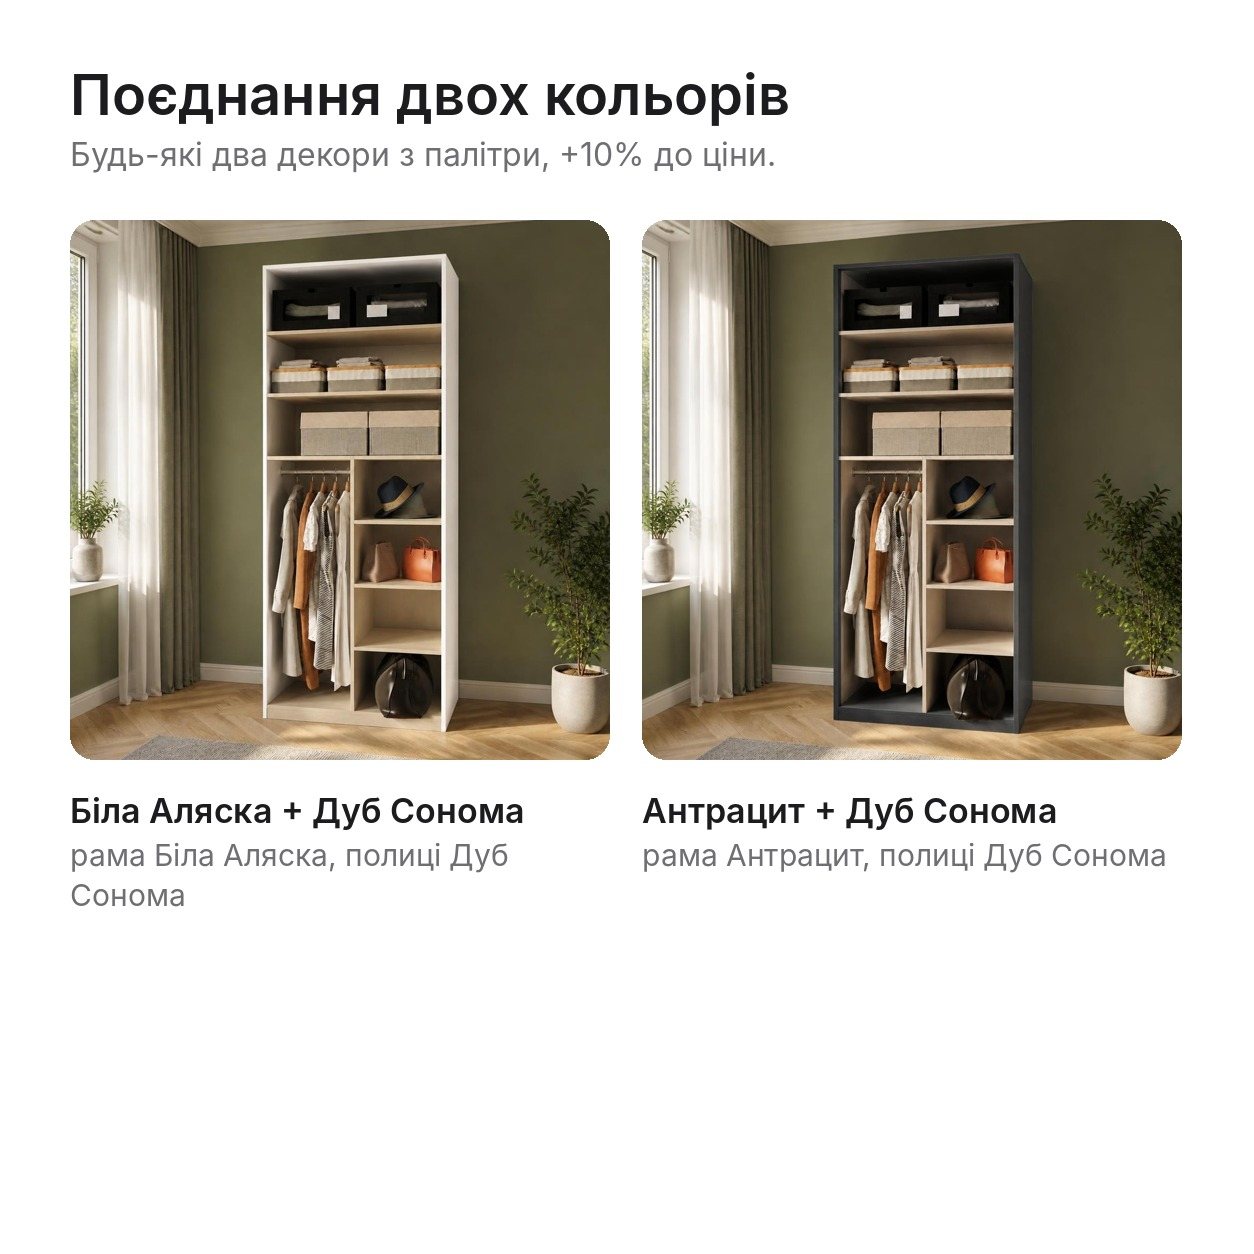 Поєднання двох кольорів
Будь-які два декори з палітри, +10% до ціни.
Біла Аляска + Дуб Сонома
рама Біла Аляска, полиці Дуб
Сонома
Антрацит + Дуб Сонома
рама Антрацит, полиці Дуб Сонома